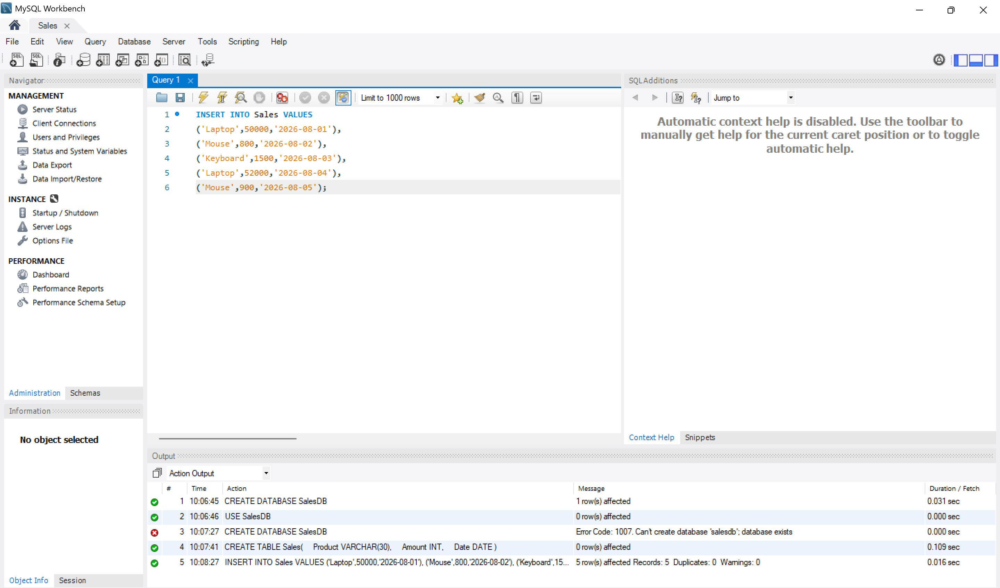 MySQL Workbench
Sales
File Edit View Query Database Server Tools Scripting Help
Navigator
MANAGEMENT
Server Status
Client Connections
Users and Privileges
Status and System Variables
Data Export
Data Import/Restore
INSTANCE
Startup / Shutdown
Server Logs
Options File
PERFORMANCE
Dashboard
Performance Reports
Performance Schema Setup
Administration Schemas
Information
No object selected
Object Info Session
Query 1
Limit to 1000 rows
1 INSERT INTO Sales VALUES
2 ('Laptop',50000,'2026-08-01'),
3 ('Mouse',800,'2026-08-02'),
4 ('Keyboard',1500,'2026-08-03'),
5 ('Laptop',52000,'2026-08-04'),
6 ('Mouse',900,'2026-08-05');
SQLAdditions
Jump to
Automatic context help is disabled. Use the toolbar to
manually get help for the current caret position or to toggle
automatic help.
Context Help Snippets
Output
Action Output
# Time Action Message Duration / Fetch
1 10:06:45 CREATE DATABASE SalesDB 1 row(s) affected 0.031 sec
2 10:06:46 USE SalesDB 0 row(s) affected 0.000 sec
3 10:07:27 CREATE DATABASE SalesDB Error Code: 1007. Can't create database 'salesdb'; database exists 0.000 sec
4 10:07:41 CREATE TABLE Sales( Product VARCHAR(30), Amount INT, Date DATE ) 0 row(s) affected 0.109 sec
5 10:08:27 INSERT INTO Sales VALUES ('Laptop',50000,'2026-08-01'), ('Mouse',800,'2026-08-02'), ('Keyboard',15... 5 row(s) affected Records: 5 Duplicates: 0 Warnings: 0 0.016 sec